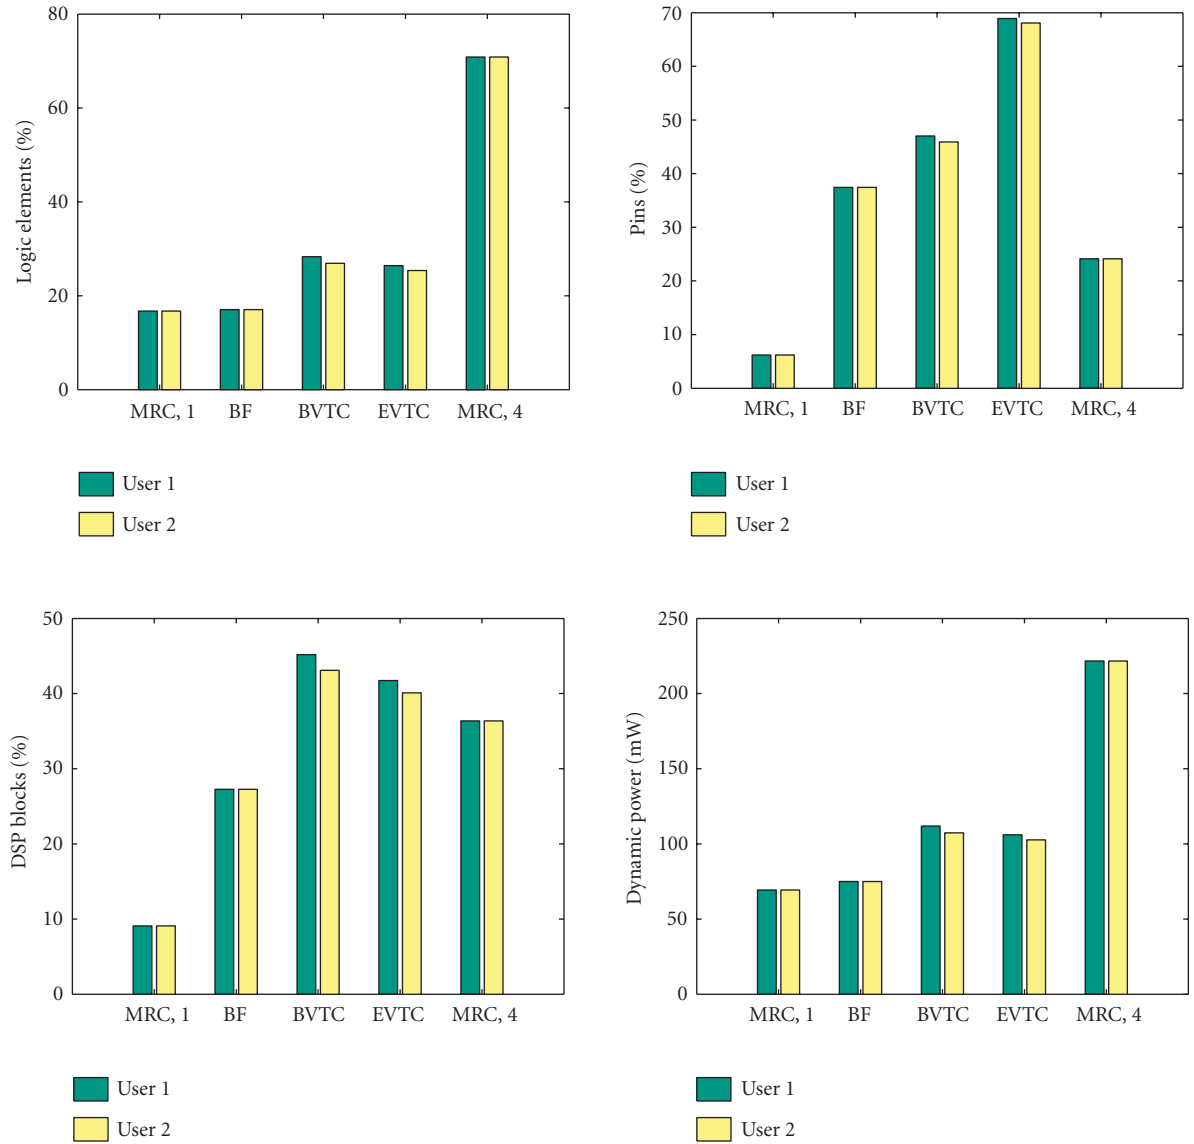 80
60
40
20
0
Logic elements (%)
MRC, 1 BF BVTC EVTC MRC, 4
User 1
User 2
70
60
50
40
30
20
10
0
Pins (%)
MRC, 1 BF BVTC EVTC MRC, 4
User 1
User 2
50
40
30
20
10
0
DSP blocks (%)
MRC, 1 BF BVTC EVTC MRC, 4
User 1
User 2
250
200
150
100
50
0
Dynamic power (mW)
MRC, 1 BF BVTC EVTC MRC, 4
User 1
User 2